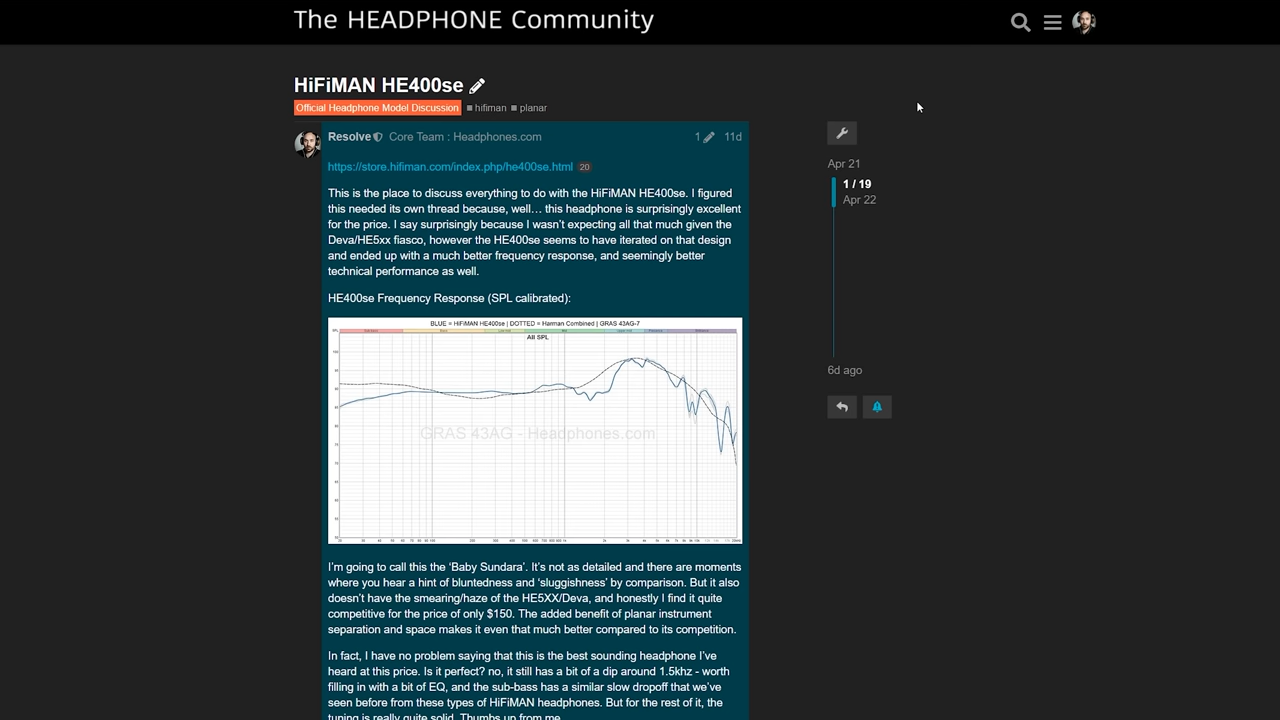 The HEADPHONE Community
HiFiMAN HE400se
Official Headphone Model Discussion hifiman planar
Resolve Core Team : Headphones.com 1 11d
https://store.hifiman.com/index.php/he400se.html 20
This is the place to discuss everything to do with the HiFiMAN HE400se. I figured
this needed its own thread because, well… this headphone is surprisingly excellent
for the price. I say surprisingly because I wasn’t expecting all that much given the
Deva/HE5xx fiasco, however the HE400se seems to have iterated on that design
and ended up with a much better frequency response, and seemingly better
technical performance as well.
HE400se Frequency Response (SPL calibrated):
BLUE = HiFiMAN HE400se | DOTTED = Harman Combined | GRAS 43AG-7
All SPL
GRAS 43AG - Headphones.com
I’m going to call this the ‘Baby Sundara’. It’s not as detailed and there are moments
where you hear a hint of bluntedness and ‘sluggishness’ by comparison. But it also
doesn’t have the smearing/haze of the HE5XX/Deva, and honestly I find it quite
competitive for the price of only $150. The added benefit of planar instrument
separation and space makes it even that much better compared to its competition.
In fact, I have no problem saying that this is the best sounding headphone I’ve
heard at this price. Is it perfect? no, it still has a bit of a dip around 1.5khz - worth
filling in with a bit of EQ, and the sub-bass has a similar slow dropoff that we’ve
seen before from these types of HiFiMAN headphones. But for the rest of it, the
tuning is really quite solid. Thumbs up from me.
Apr 21
1 / 19
Apr 22
6d ago